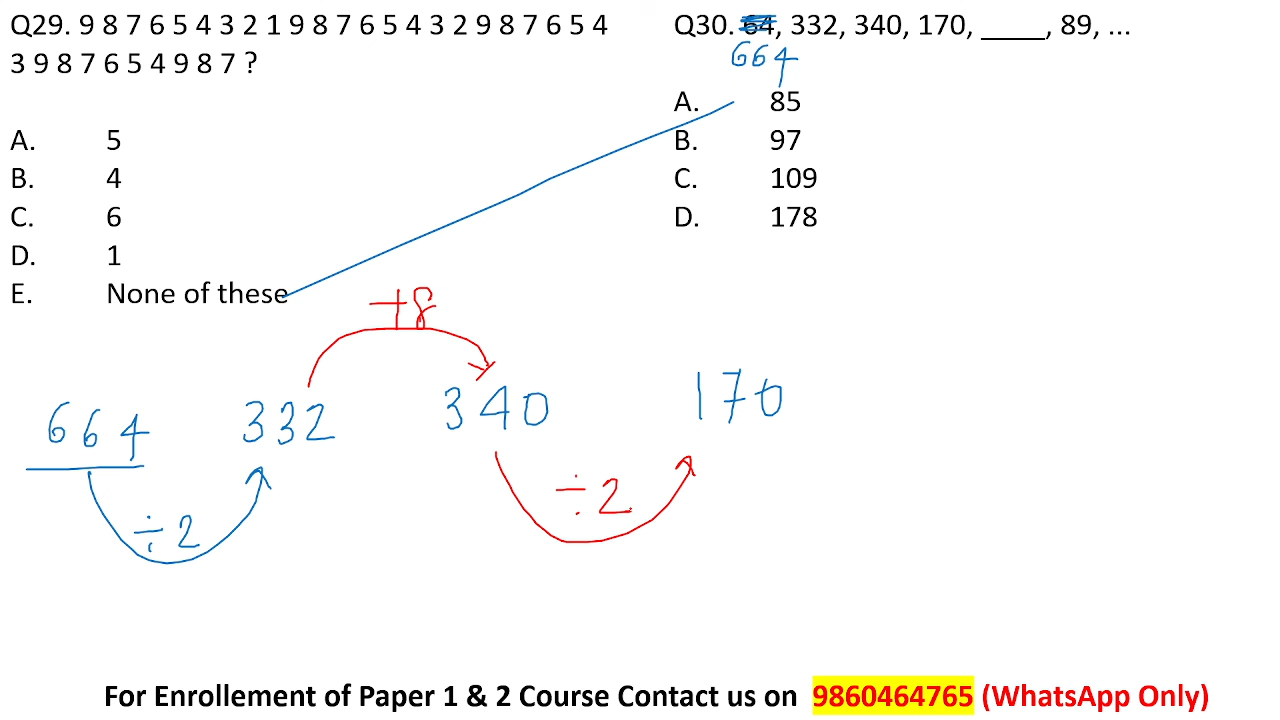 Q29. 9 8 7 6 5 4 3 2 1 9 8 7 6 5 4 3 2 9 8 7 6 5 4
3 9 8 7 6 5 4 9 8 7 ?
A. 5
B. 4
C. 6
D. 1
E. None of these
Q30. 64, 332, 340, 170, ____, 89, ...
664
A. 85
B. 97
C. 109
D. 178
+8
664 332 340 170
÷2 ÷2
For Enrollement of Paper 1 & 2 Course Contact us on 9860464765 (WhatsApp Only)